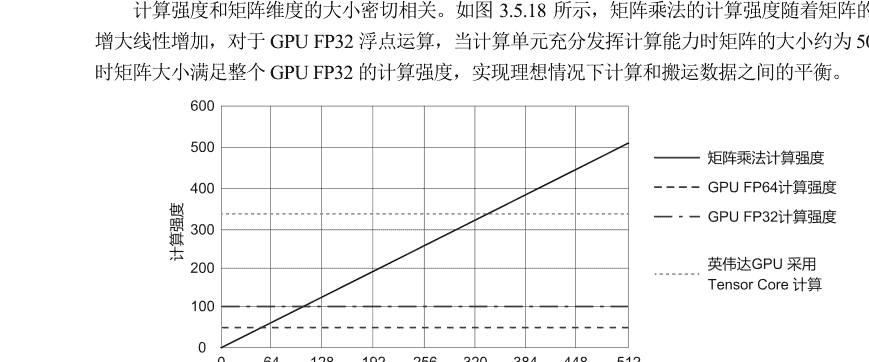 计算强度和矩阵维度的大小密切相关。如图 3.5.18 所示，矩阵乘法的计算强度随着矩阵的
增大线性增加，对于 GPU FP32 浮点运算，当计算单元充分发挥计算能力时矩阵的大小约为 50
时矩阵大小满足整个 GPU FP32 的计算强度，实现理想情况下计算和搬运数据之间的平衡。
600
500
400
300
200
100
0
计算强度
0 64 128 192 256 320 384 448 512
矩阵乘法计算强度
GPU FP64计算强度
GPU FP32计算强度
英伟达GPU 采用
Tensor Core 计算